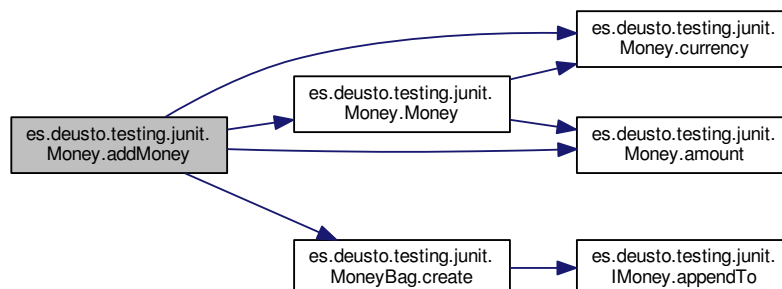 es.deusto.testing.junit.
Money.addMoney
es.deusto.testing.junit.
Money.Money
es.deusto.testing.junit.
MoneyBag.create
es.deusto.testing.junit.
Money.currency
es.deusto.testing.junit.
Money.amount
es.deusto.testing.junit.
IMoney.appendTo